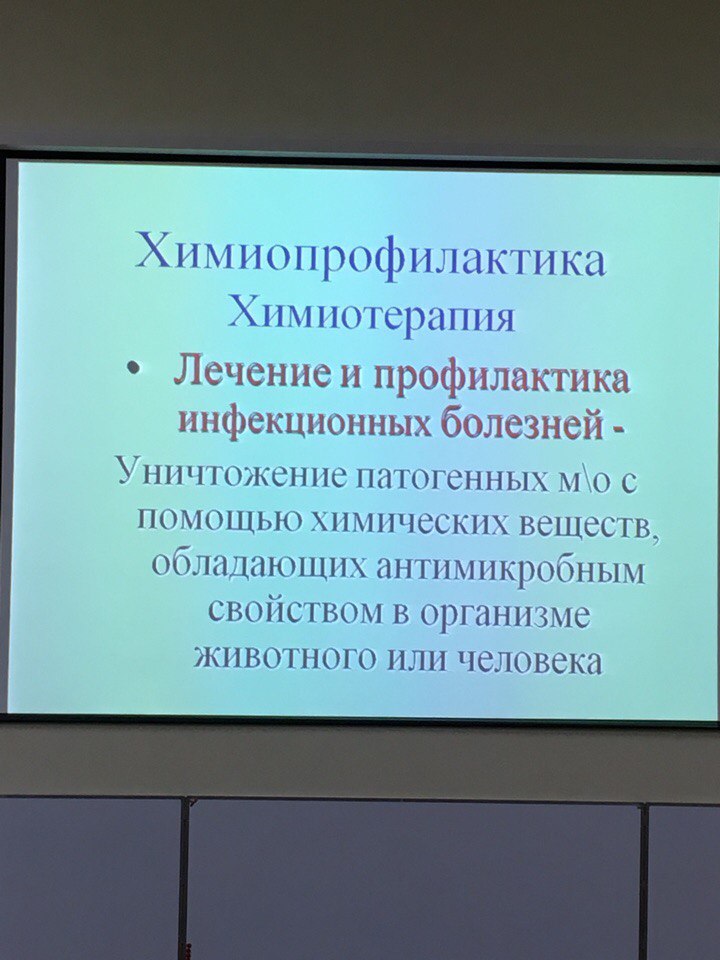 Химиопрофилактика
Химиотерапия
• Лечение и профилактика
инфекционных болезней -
Уничтожение патогенных м\о с
помощью химических веществ,
обладающих антимикробным
свойством в организме
животного или человека